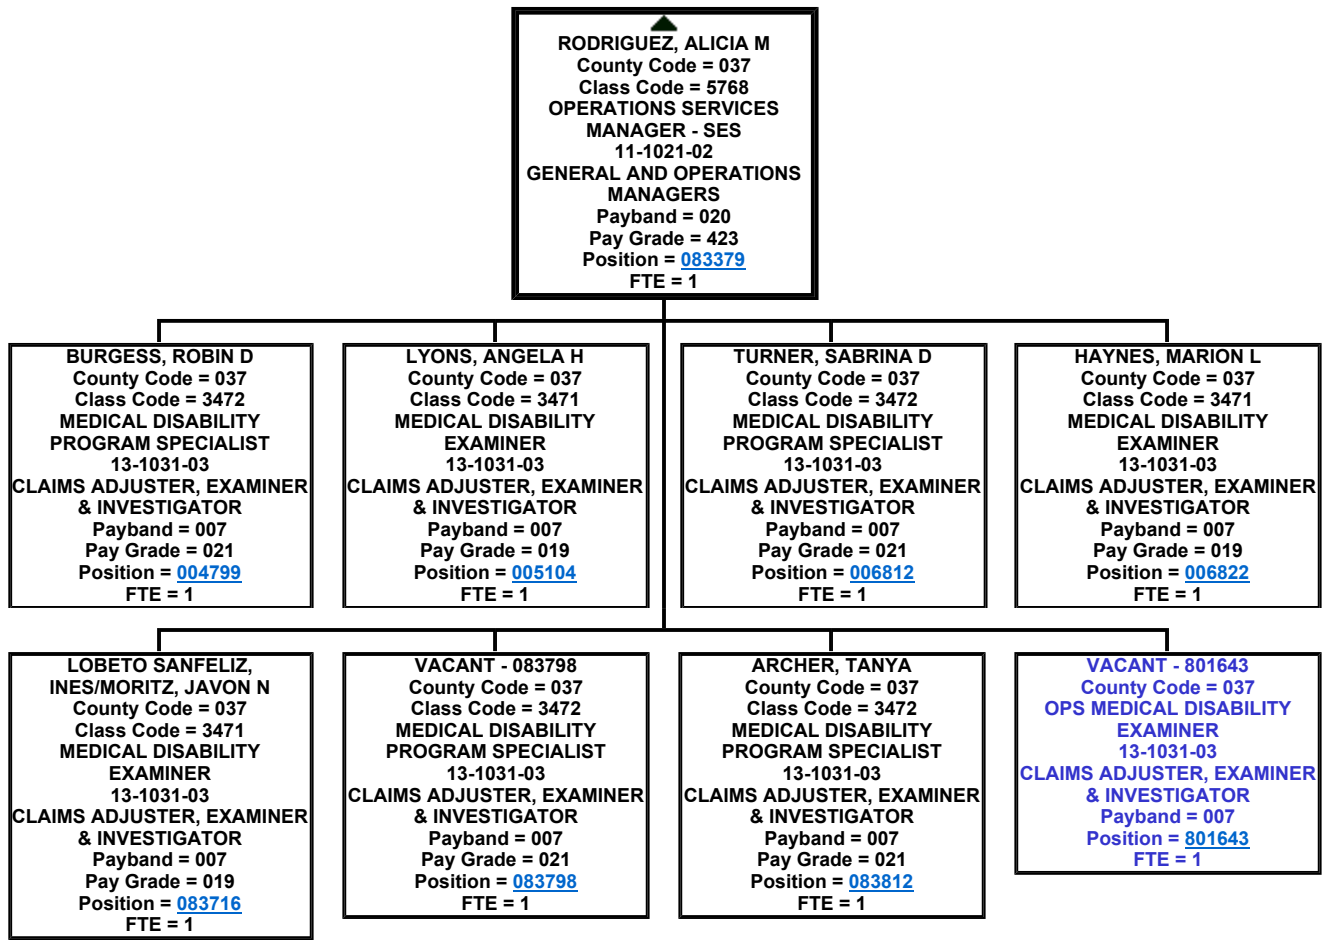 RODRIGUEZ, ALICIA M
County Code = 037
Class Code = 5768
OPERATIONS SERVICES
MANAGER - SES
11-1021-02
GENERAL AND OPERATIONS
MANAGERS
Payband = 020
Pay Grade = 423
Position = 083379
FTE = 1
BURGESS, ROBIN D
County Code = 037
Class Code = 3472
MEDICAL DISABILITY
PROGRAM SPECIALIST
13-1031-03
CLAIMS ADJUSTER, EXAMINER
& INVESTIGATOR
Payband = 007
Pay Grade = 021
Position = 004799
FTE = 1
LYONS, ANGELA H
County Code = 037
Class Code = 3471
MEDICAL DISABILITY
EXAMINER
13-1031-03
CLAIMS ADJUSTER, EXAMINER
& INVESTIGATOR
Payband = 007
Pay Grade = 019
Position = 005104
FTE = 1
TURNER, SABRINA D
County Code = 037
Class Code = 3472
MEDICAL DISABILITY
PROGRAM SPECIALIST
13-1031-03
CLAIMS ADJUSTER, EXAMINER
& INVESTIGATOR
Payband = 007
Pay Grade = 021
Position = 006812
FTE = 1
HAYNES, MARION L
County Code = 037
Class Code = 3471
MEDICAL DISABILITY
EXAMINER
13-1031-03
CLAIMS ADJUSTER, EXAMINER
& INVESTIGATOR
Payband = 007
Pay Grade = 019
Position = 006822
FTE = 1
LOBETO SANFELIZ,
INES/MORITZ, JAVON N
County Code = 037
Class Code = 3471
MEDICAL DISABILITY
EXAMINER
13-1031-03
CLAIMS ADJUSTER, EXAMINER
& INVESTIGATOR
Payband = 007
Pay Grade = 019
Position = 083716
FTE = 1
VACANT - 083798
County Code = 037
Class Code = 3472
MEDICAL DISABILITY
PROGRAM SPECIALIST
13-1031-03
CLAIMS ADJUSTER, EXAMINER
& INVESTIGATOR
Payband = 007
Pay Grade = 021
Position = 083798
FTE = 1
ARCHER, TANYA
County Code = 037
Class Code = 3472
MEDICAL DISABILITY
PROGRAM SPECIALIST
13-1031-03
CLAIMS ADJUSTER, EXAMINER
& INVESTIGATOR
Payband = 007
Pay Grade = 021
Position = 083812
FTE = 1
VACANT - 801643
County Code = 037
OPS MEDICAL DISABILITY
EXAMINER
13-1031-03
CLAIMS ADJUSTER, EXAMINER
& INVESTIGATOR
Payband = 007
Position = 801643
FTE = 1